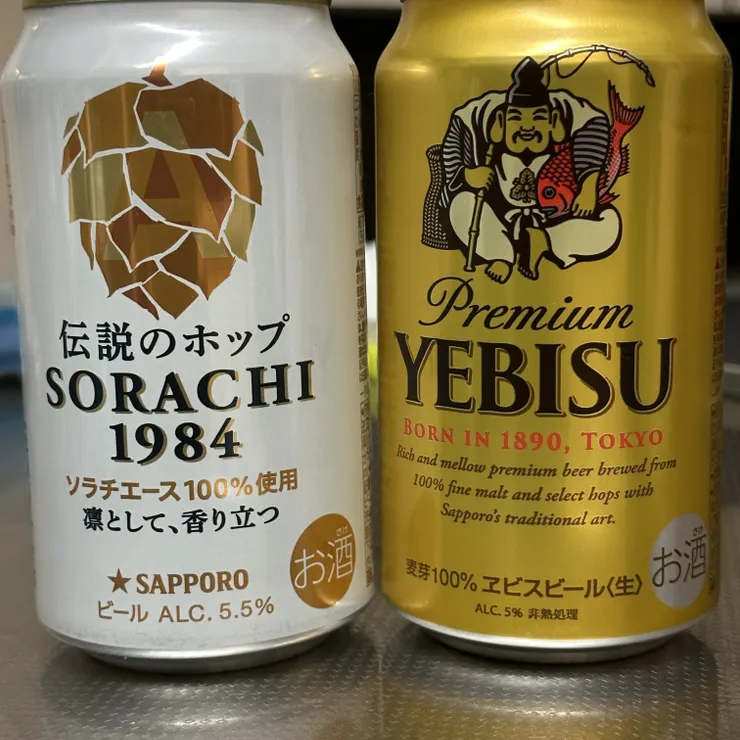 伝説のホップ
SORACHI
1984
ソラチエース100%使用
凛として、香り立つ
さけ
お酒
★SAPPORO
ビール ALC. 5.5%
Premium
YEBISU
BORN IN 1890, TOKYO
Rich and mellow premium beer brewed from
100% fine malt and select hops with
Sapporo's traditional art.
さけ
お酒
麦芽100% ヱビスビール〈生〉
ALC. 5% 非熱処理